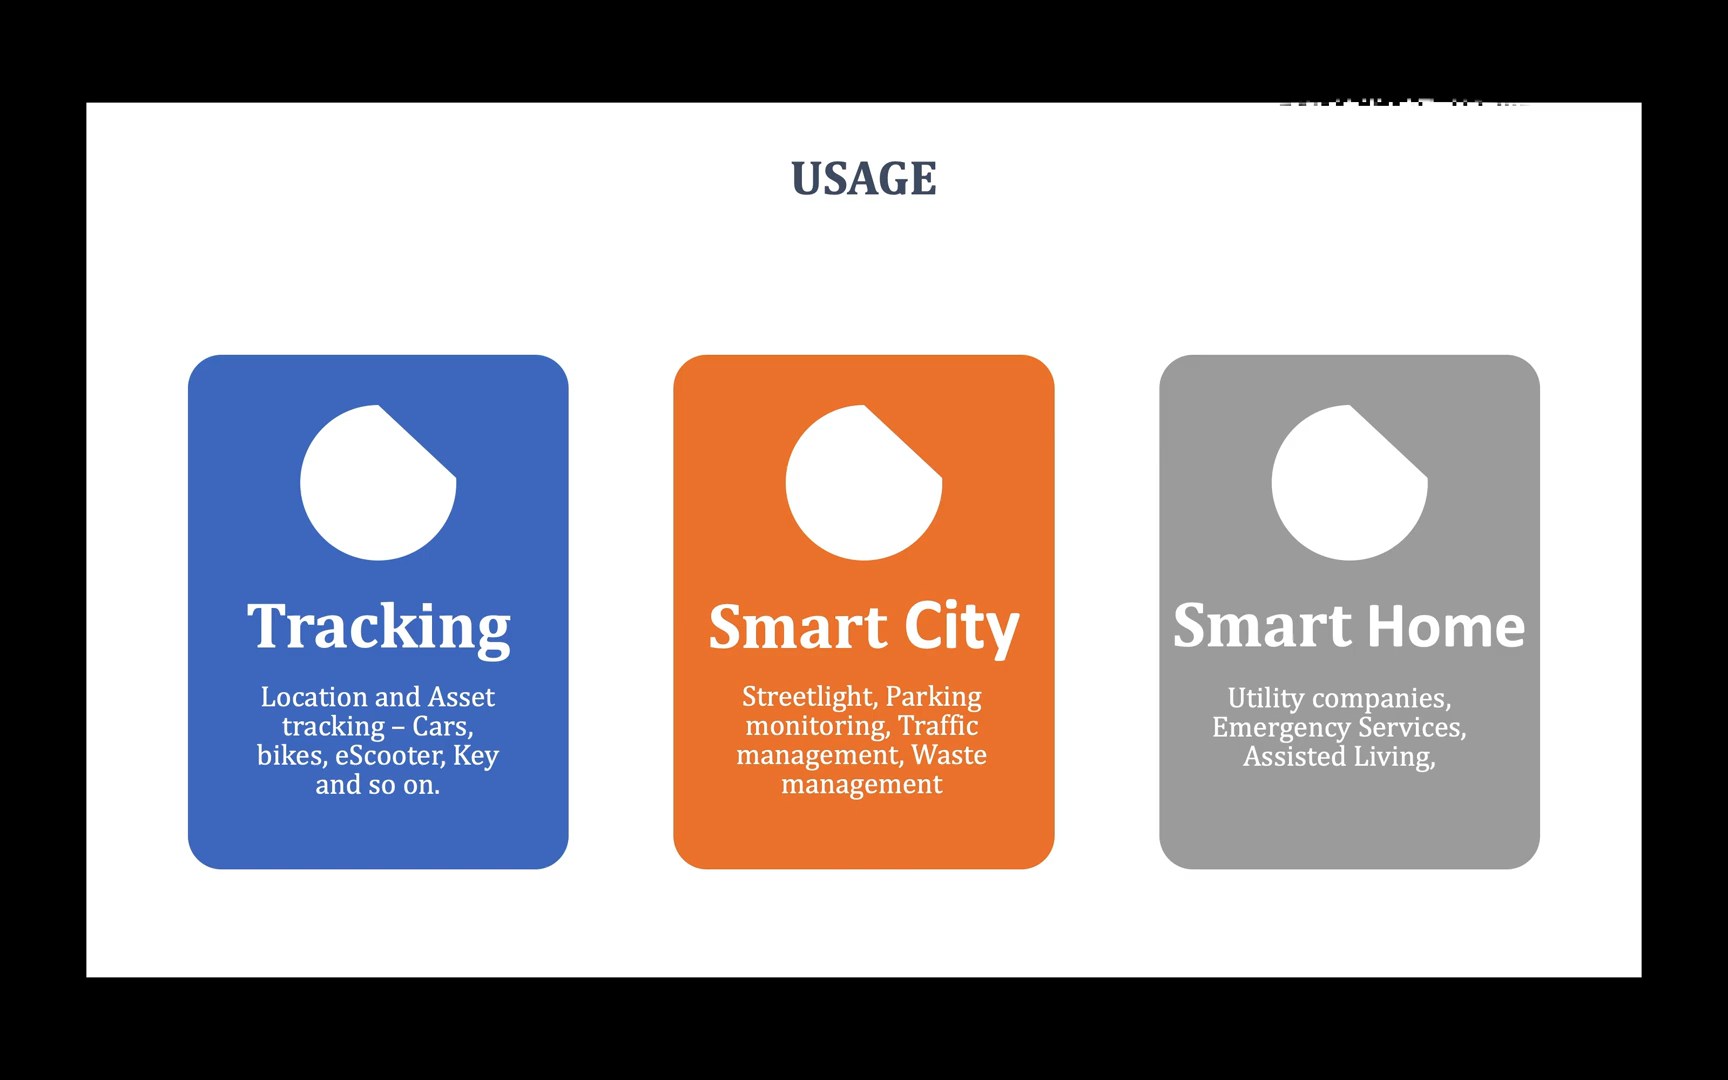 USAGE
Tracking
Location and Asset
tracking – Cars,
bikes, eScooter, Key
and so on.
Smart City
Streetlight, Parking
monitoring, Traffic
management, Waste
management
Smart Home
Utility companies,
Emergency Services,
Assisted Living,